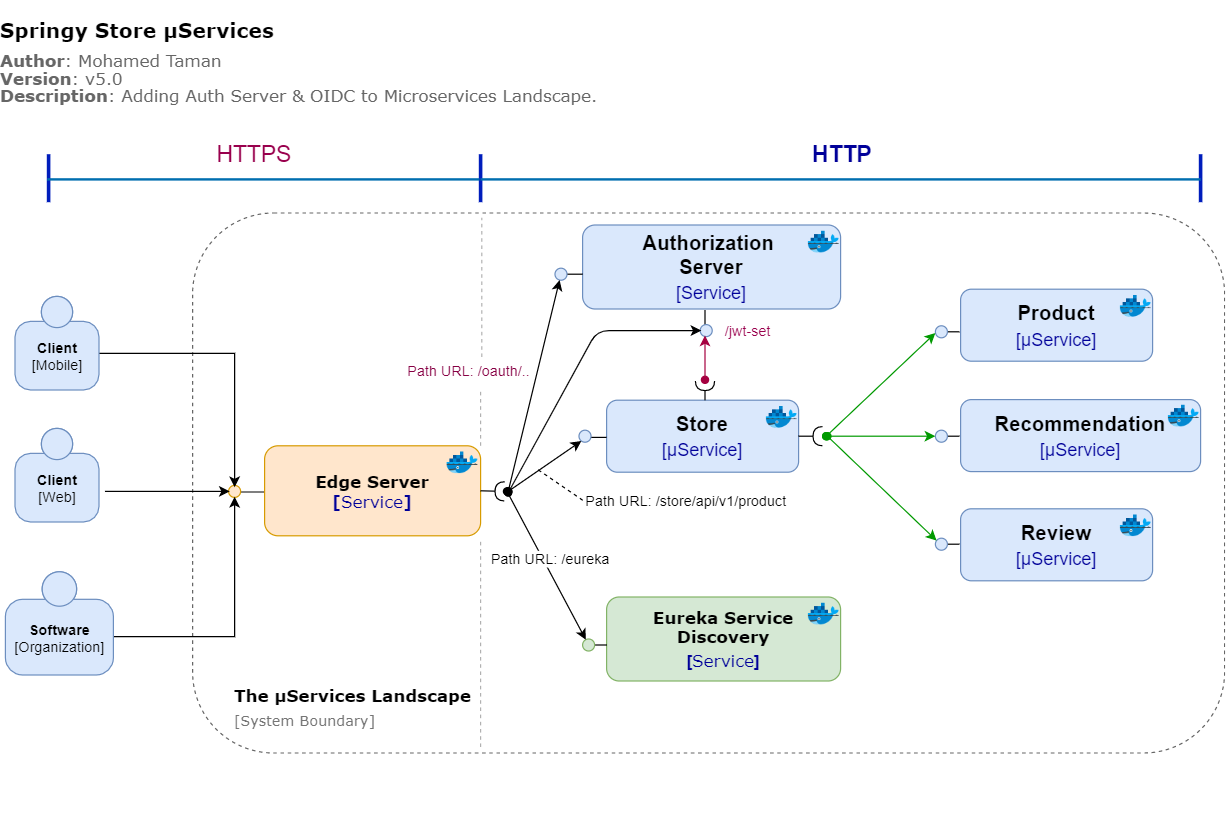 Springy Store µServices
Author: Mohamed Taman
Version: v5.0
Description: Adding Auth Server & OIDC to Microservices Landscape.
HTTPS
HTTP
Authorization
Server
[Service]
Client
[Mobile]
Product
[µService]
/jwt-set
Path URL: /oauth/..
Store
[µService]
Recommendation
[µService]
Client
[Web]
Edge Server
[Service]
Path URL: /store/api/v1/product
Review
[µService]
Path URL: /eureka
Software
[Organization]
Eureka Service
Discovery
[Service]
The µServices Landscape
[System Boundary]